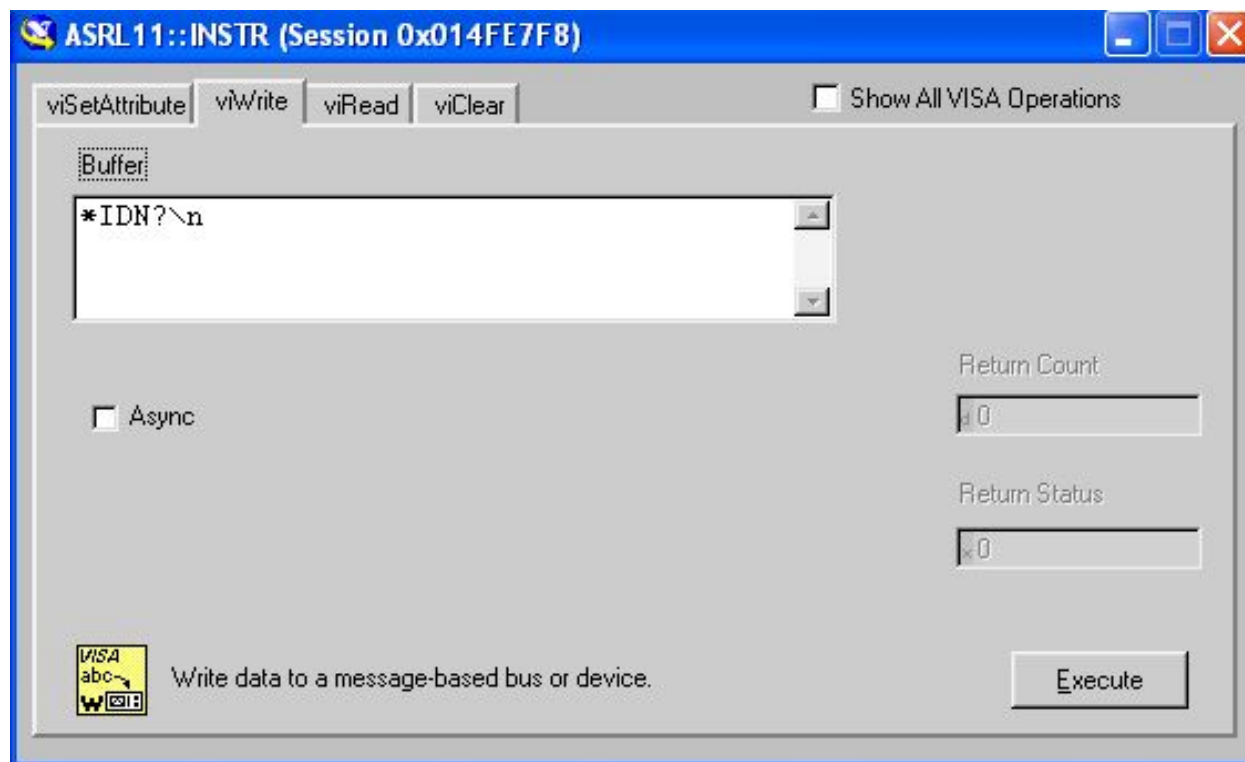 ASRL11::INSTR (Session 0x014FE7F8)
viSetAttribute viWrite viRead viClear
Show All VISA Operations
Buffer
*IDN?\n
Return Count
d 0
Async
Return Status
x 0
VISA
abc
W
Write data to a message-based bus or device.
Execute